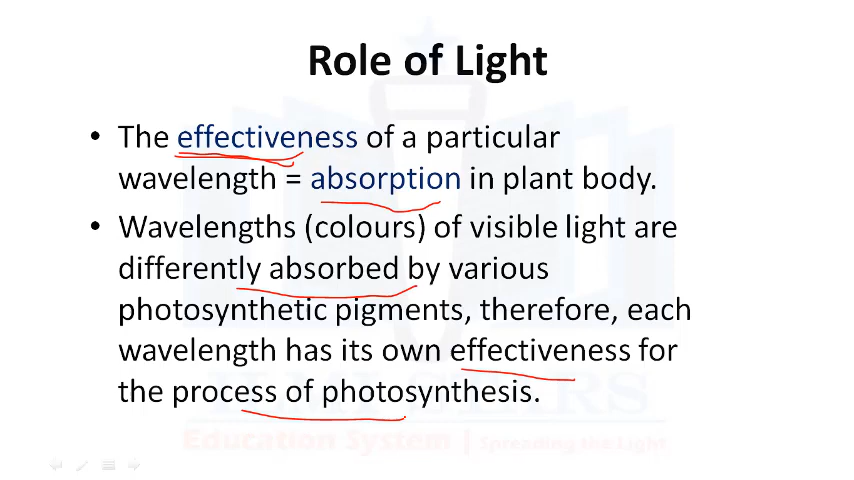 Role of Light
• The effectiveness of a particular
wavelength = absorption in plant body.
• Wavelengths (colours) of visible light are
differently absorbed by various
photosynthetic pigments, therefore, each
wavelength has its own effectiveness for
the process of photosynthesis.
ILMI STARS
Education System | Spreading the Light